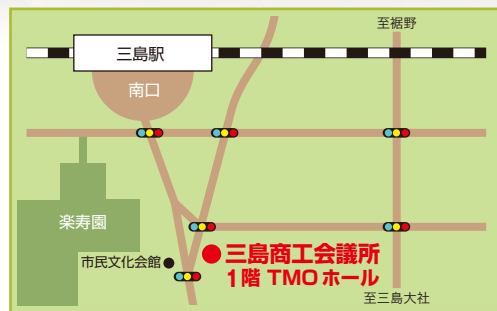 至裾野
三島駅
南口
楽寿園
三島商工会議所
市民文化会館
1階 TMOホール
至三島大社